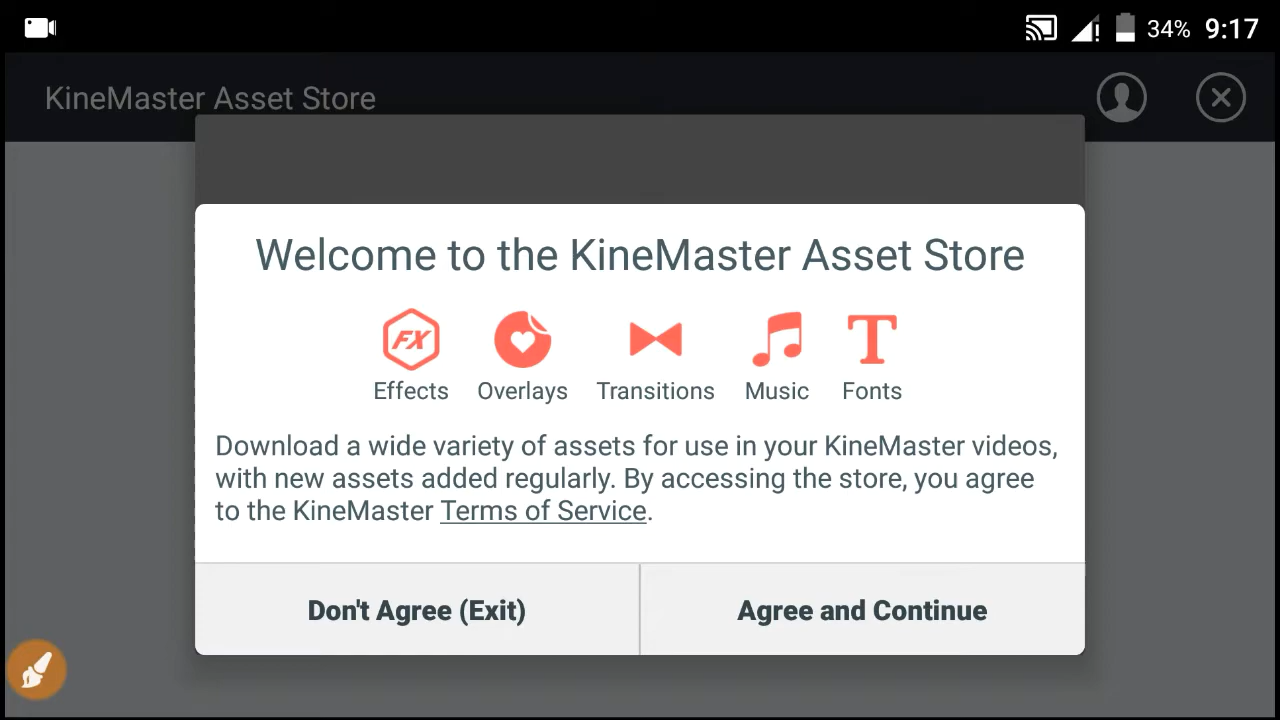 34% 9:17
KineMaster Asset Store
Welcome to the KineMaster Asset Store
FX T
Effects Overlays Transitions Music Fonts
Download a wide variety of assets for use in your KineMaster videos,
with new assets added regularly. By accessing the store, you agree
to the KineMaster Terms of Service.
Don't Agree (Exit) Agree and Continue